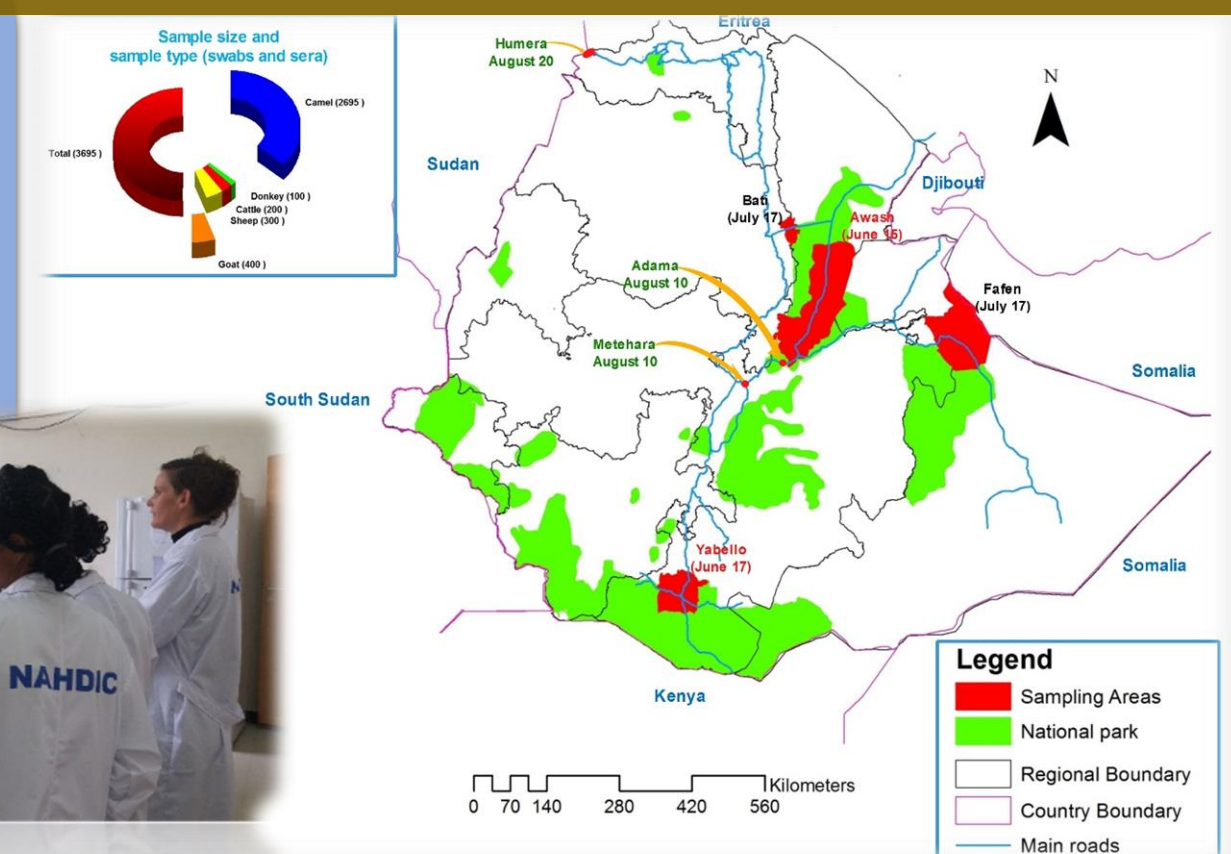 Sample size and
sample type (swabs and sera)
Camel (2695 )
Total (3695 )
Donkey (100 )
Cattle (200 )
Sheep (300 )
Goat (400 )
Eritrea
Humera
August 20
N
Sudan
Djibouti
Bati
(July 17)
Awash
(June 15)
Adama
August 10
Fafen
(July 17)
Metehara
August 10
Somalia
South Sudan
Yabello
(June 17)
Somalia
Kenya
NAHDIC
Legend
Sampling Areas
National park
Regional Boundary
Country Boundary
Main roads
Kilometers
0 70 140 280 420 560